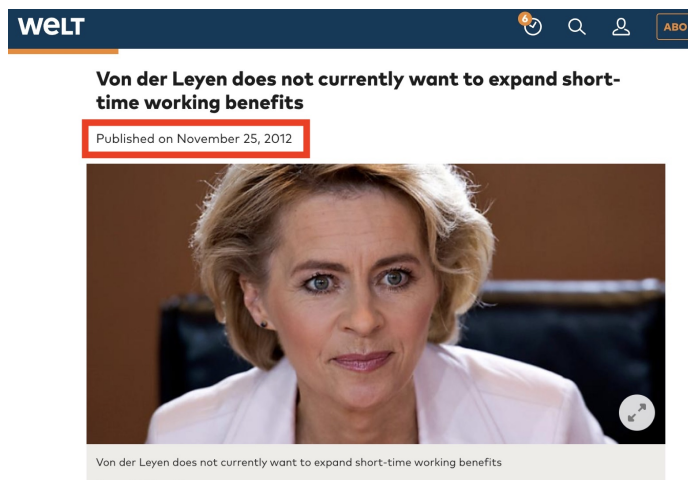 welt
6
ABO
Von der Leyen does not currently want to expand short-
time working benefits
Published on November 25, 2012
Von der Leyen does not currently want to expand short-time working benefits